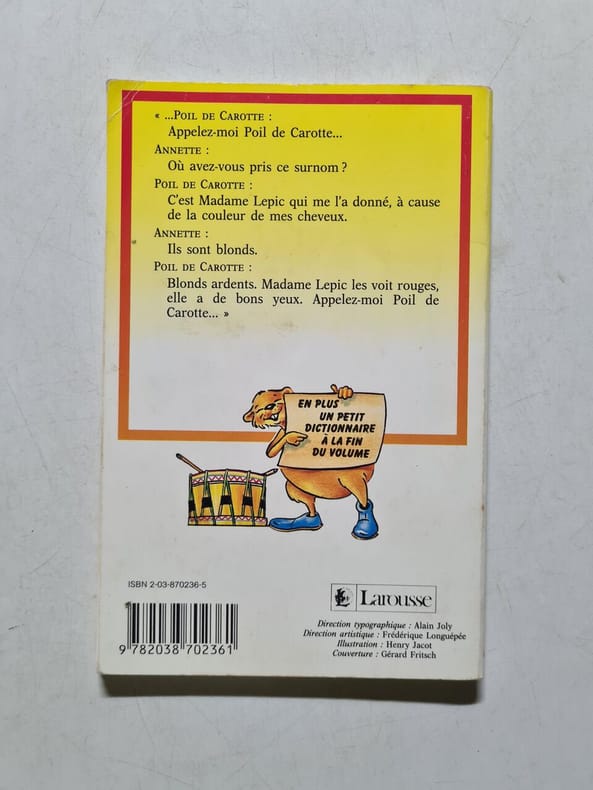 « ...Poil de Carotte :
Appelez-moi Poil de Carotte...
Annette :
Où avez-vous pris ce surnom ?
Poil de Carotte :
C'est Madame Lepic qui me l'a donné, à cause
de la couleur de mes cheveux.
Annette :
Ils sont blonds.
Poil de Carotte :
Blonds ardents. Madame Lepic les voit rouges,
elle a de bons yeux. Appelez-moi Poil de
Carotte... »
EN PLUS
UN PETIT
DICTIONNAIRE
À LA FIN
DU VOLUME
ISBN 2-03-870236-5
9 782038 702361
Larousse
Direction typographique : Alain Joly
Direction artistique : Frédérique Longuépée
Illustration : Henry Jacot
Couverture : Gérard Fritsch